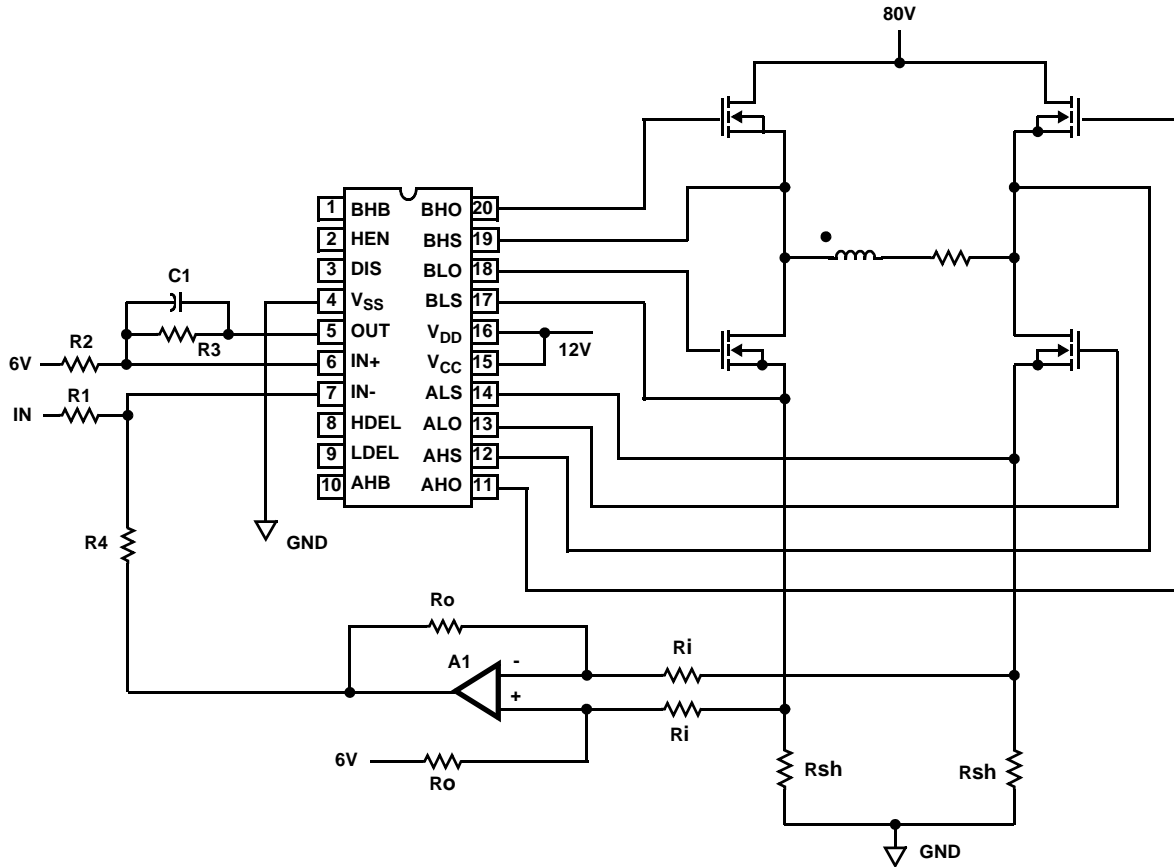 80V
1 BHB BHO 20
2 HEN BHS 19
3 DIS BLO 18
4 VSS BLS 17
5 OUT VDD 16
6 IN+ VCC 15
7 IN- ALS 14
8 HDEL ALO 13
9 LDEL AHS 12
10 AHB AHO 11
C1
R3
R2
6V
R1
IN
12V
GND
R4
Ro
A1
-
+
Ri
Ri
6V
Ro
Rsh
Rsh
GND